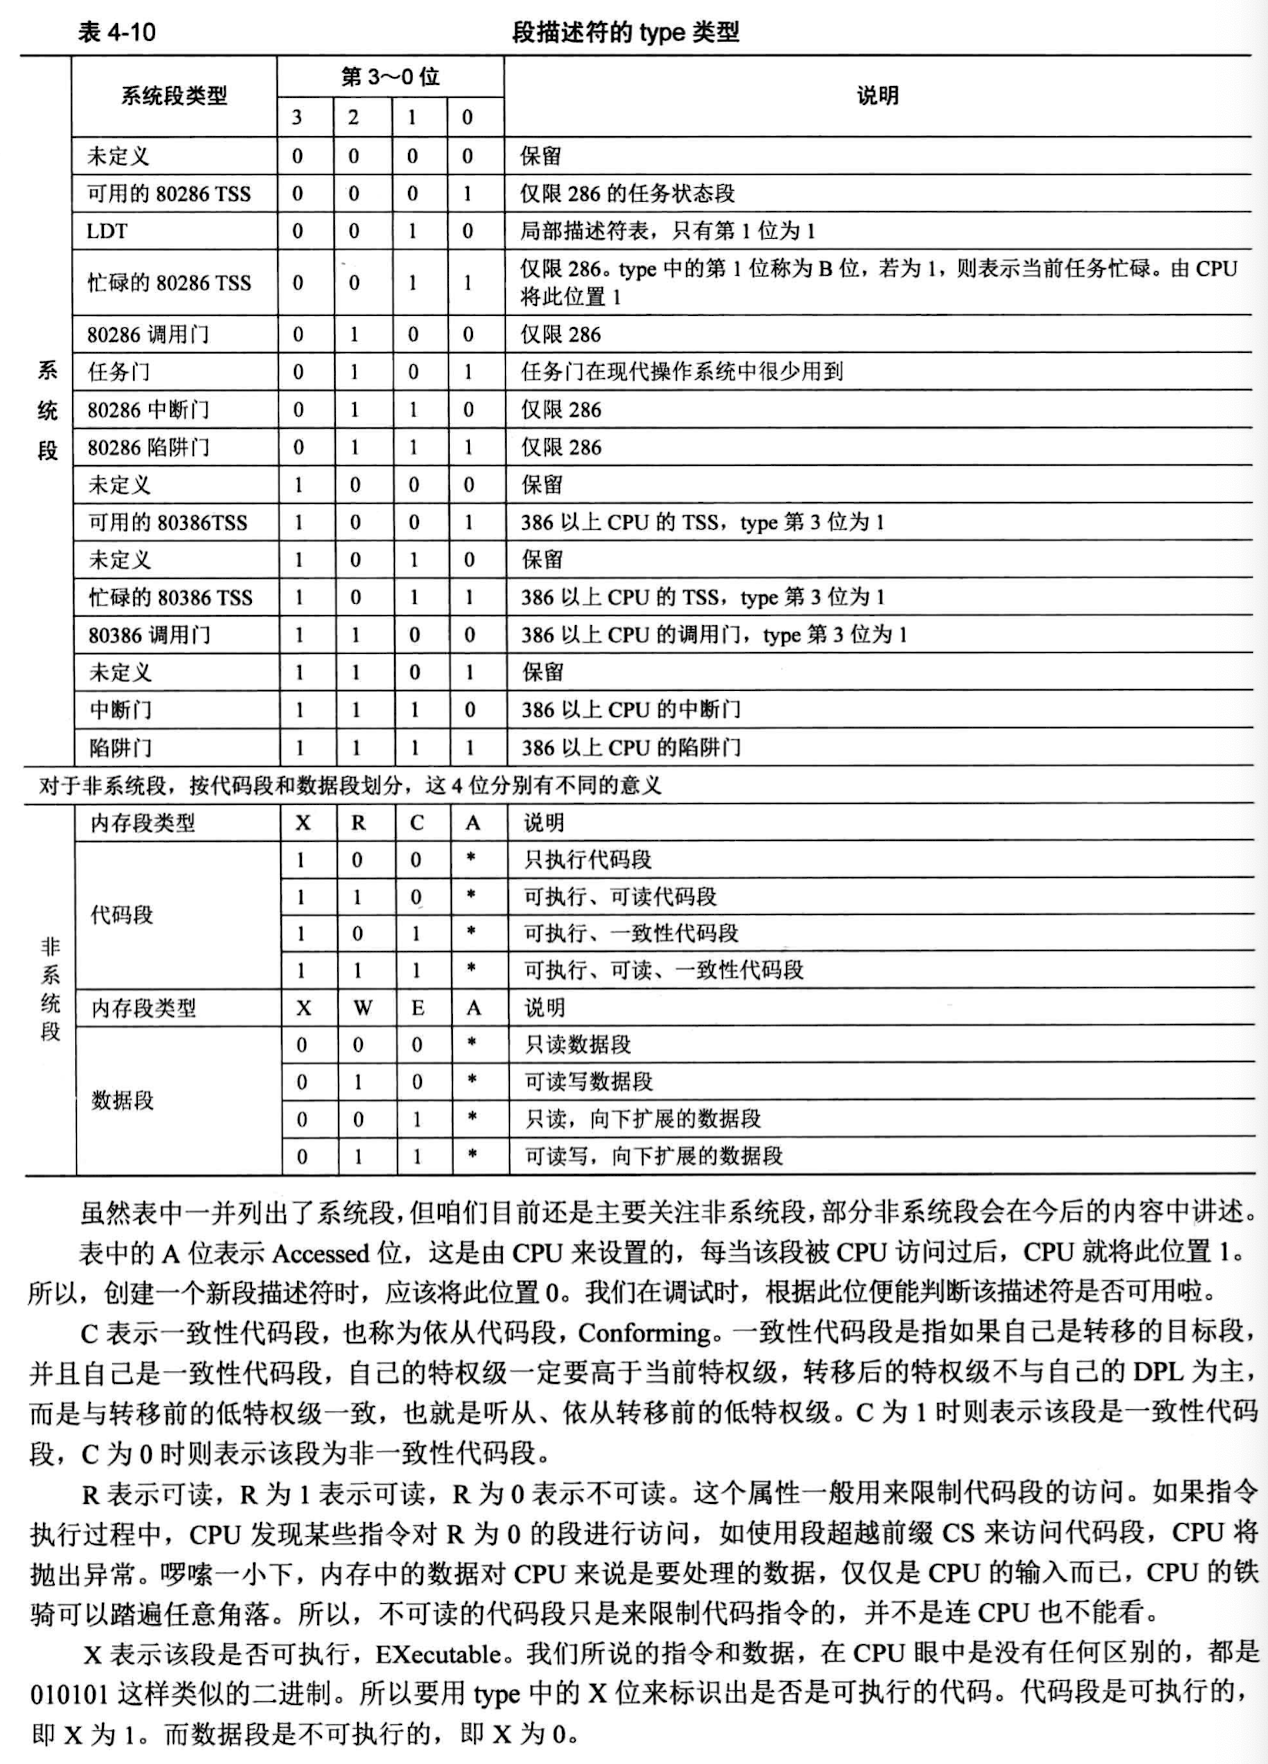 表 4-10 段描述符的 type 类型
系统段类型 第 3～0 位 说明
3 2 1 0
未定义 0 0 0 0 保留
可用的 80286 TSS 0 0 0 1 仅限 286 的任务状态段
LDT 0 0 1 0 局部描述符表，只有第 1 位为 1
忙碌的 80286 TSS 0 0 1 1 仅限 286。type 中的第 1 位称为 B 位，若为 1，则表示当前任务忙碌。由 CPU
将此位置 1
80286 调用门 0 1 0 0 仅限 286
系 任务门 0 1 0 1 任务门在现代操作系统中很少用到
统 80286 中断门 0 1 1 0 仅限 286
段 80286 陷阱门 0 1 1 1 仅限 286
未定义 1 0 0 0 保留
可用的 80386TSS 1 0 0 1 386 以上 CPU 的 TSS，type 第 3 位为 1
未定义 1 0 1 0 保留
忙碌的 80386 TSS 1 0 1 1 386 以上 CPU 的 TSS，type 第 3 位为 1
80386 调用门 1 1 0 0 386 以上 CPU 的调用门，type 第 3 位为 1
未定义 1 1 0 1 保留
中断门 1 1 1 0 386 以上 CPU 的中断门
陷阱门 1 1 1 1 386 以上 CPU 的陷阱门
对于非系统段，按代码段和数据段划分，这 4 位分别有不同的意义
内存段类型 X R C A 说明
1 0 0 * 只执行代码段
1 1 0 * 可执行、可读代码段
代码段
1 0 1 * 可执行、一致性代码段
1 1 1 * 可执行、可读、一致性代码段
非
系
统
段
内存段类型 X W E A 说明
0 0 0 * 只读数据段
0 1 0 * 可读写数据段
数据段
0 0 1 * 只读，向下扩展的数据段
0 1 1 * 可读写，向下扩展的数据段
虽然表中一并列出了系统段，但咱们目前还是主要关注非系统段，部分非系统段会在今后的内容中讲述。
表中的 A 位表示 Accessed 位，这是由 CPU 来设置的，每当该段被 CPU 访问过后，CPU 就将此位置 1。
所以，创建一个新段描述符时，应该将此位置 0。我们在调试时，根据此位便能判断该描述符是否可用啦。
C 表示一致性代码段，也称为依从代码段，Conforming。一致性代码段是指如果自己是转移的目标段，
并且自己是一致性代码段，自己的特权级一定要高于当前特权级，转移后的特权级不与自己的 DPL 为主，
而是与转移前的低特权级一致，也就是听从、依从转移前的低特权级。C 为 1 时则表示该段是一致性代码
段，C 为 0 时则表示该段为非一致性代码段。
R 表示可读，R 为 1 表示可读，R 为 0 表示不可读。这个属性一般用来限制代码段的访问。如果指令
执行过程中，CPU 发现某些指令对 R 为 0 的段进行访问，如使用段超越前缀 CS 来访问代码段，CPU 将
抛出异常。啰嗦一小下，内存中的数据对 CPU 来说是要处理的数据，仅仅是 CPU 的输入而已，CPU 的铁
骑可以踏遍任意角落。所以，不可读的代码段只是来限制代码指令的，并不是连 CPU 也不能看。
X 表示该段是否可执行，EXecutable。我们所说的指令和数据，在 CPU 眼中是没有任何区别的，都是
010101 这样类似的二进制。所以要用 type 中的 X 位来标识出是否是可执行的代码。代码段是可执行的，
即 X 为 1。而数据段是不可执行的，即 X 为 0。